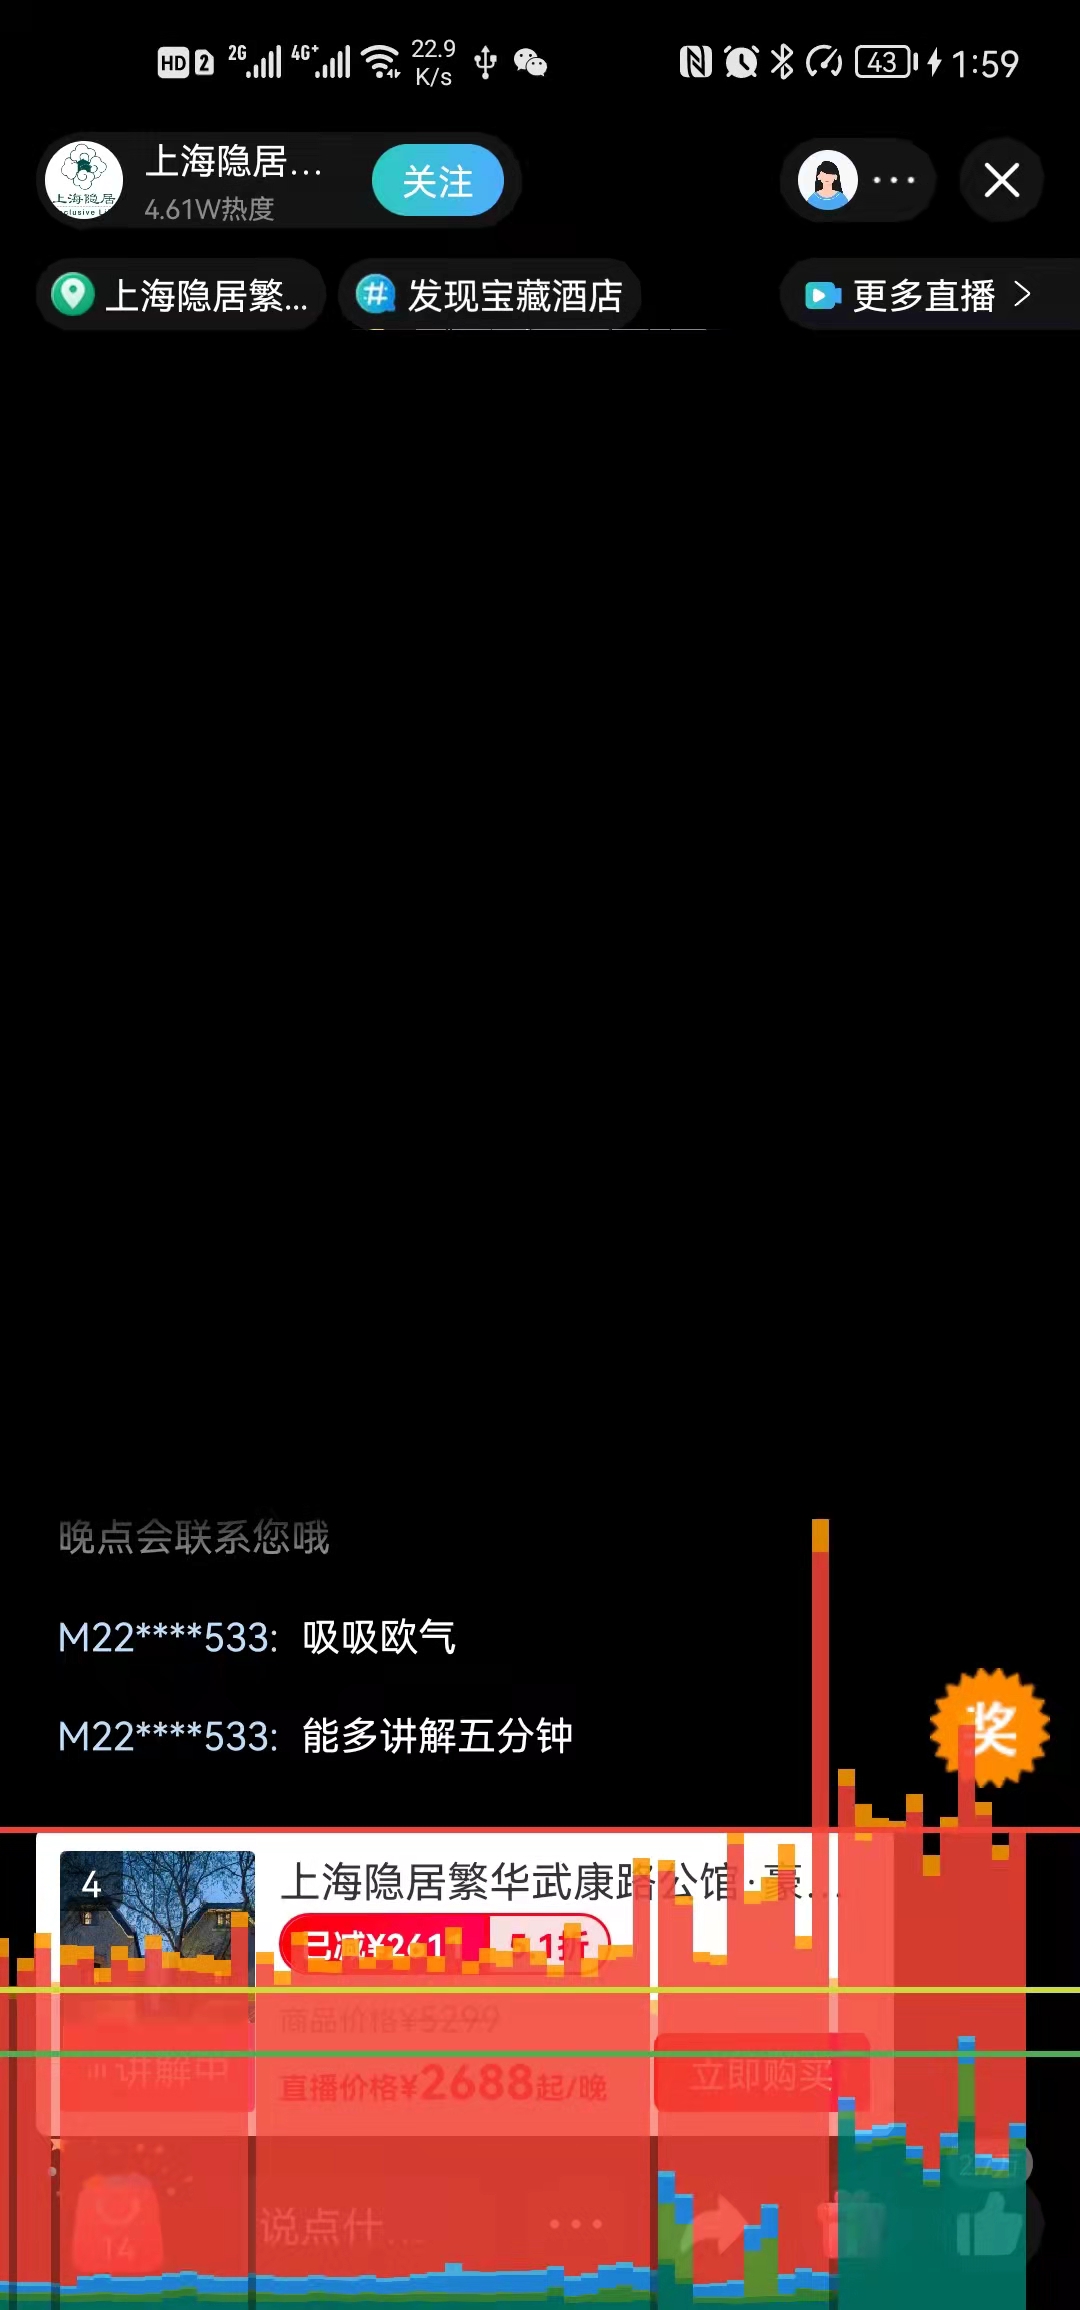 HD 2 2G 4G+ 22.9 K/s 43 1:59
上海隐居...
4.61W热度
关注
上海隐居
上海隐居繁...
发现宝藏酒店
更多直播
晚点会联系您哦
M22****533: 吸吸欧气
M22****533: 能多讲解五分钟
奖
4
上海隐居繁华武康路公馆·豪...
已减¥2611 5.1折
商品价格¥5299
讲解中
直播价格¥2688起/晚
立即购买
14
说点什...